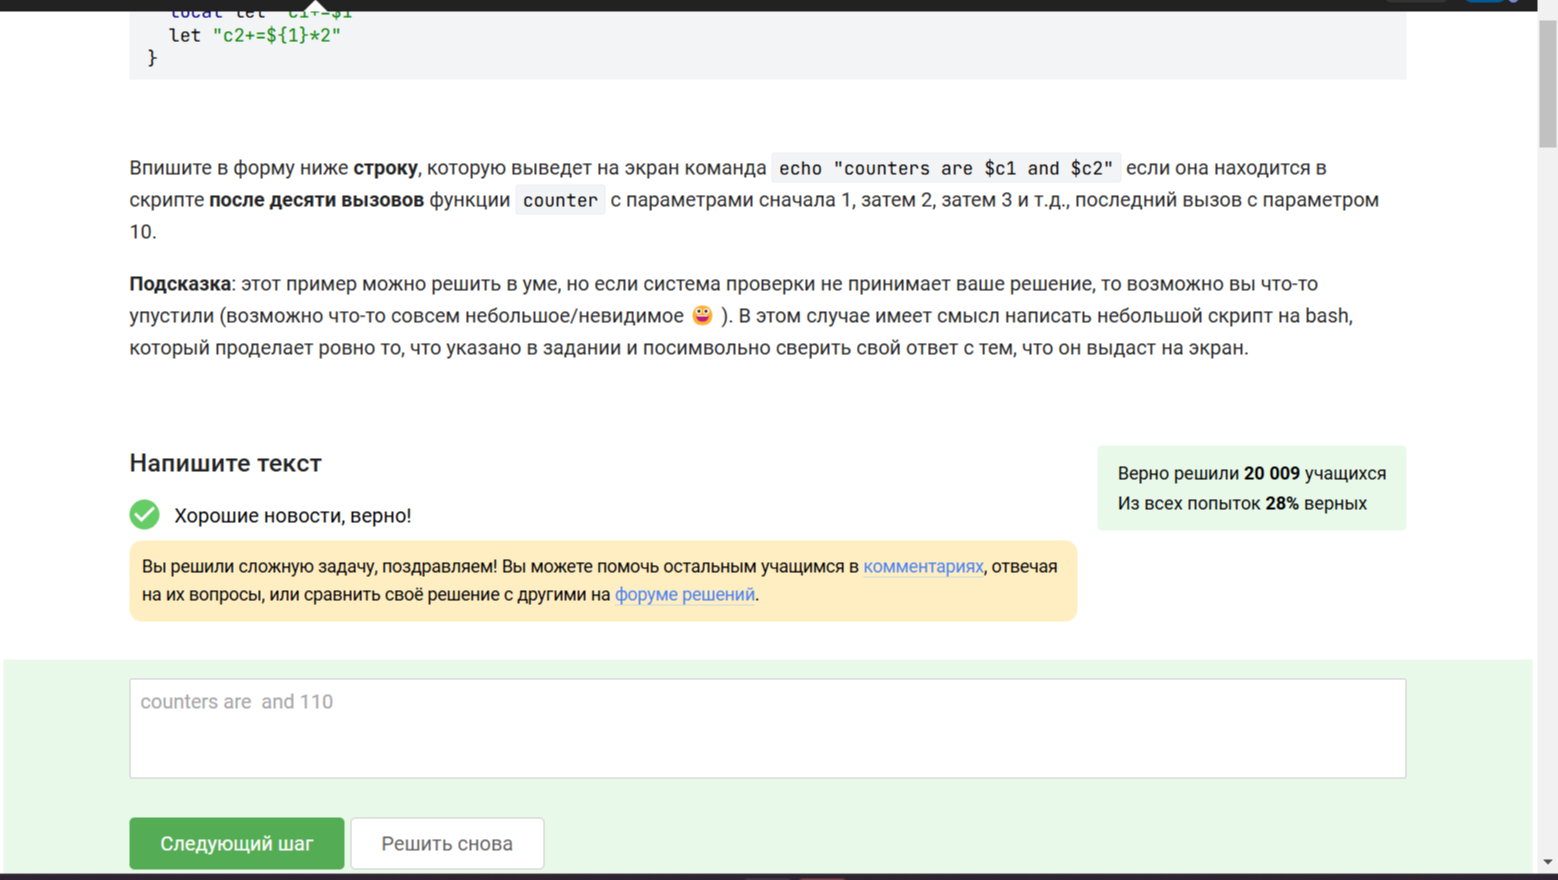 local let "c1+=$1"
let "c2+=${1}*2"
}
Впишите в форму ниже строку, которую выведет на экран команда echo "counters are $c1 and $c2" если она находится в
скрипте после десяти вызовов функции counter с параметрами сначала 1, затем 2, затем 3 и т.д., последний вызов с параметром
10.
Подсказка: этот пример можно решить в уме, но если система проверки не принимает ваше решение, то возможно вы что-то
упустили (возможно что-то совсем небольшое/невидимое 😀 ). В этом случае имеет смысл написать небольшой скрипт на bash,
который проделает ровно то, что указано в задании и посимвольно сверить свой ответ с тем, что он выдаст на экран.
Напишите текст
Верно решили 20 009 учащихся
Из всех попыток 28% верных
Хорошие новости, верно!
Вы решили сложную задачу, поздравляем! Вы можете помочь остальным учащимся в комментариях, отвечая
на их вопросы, или сравнить своё решение с другими на форуме решений.
counters are  and 110
Следующий шаг
Решить снова